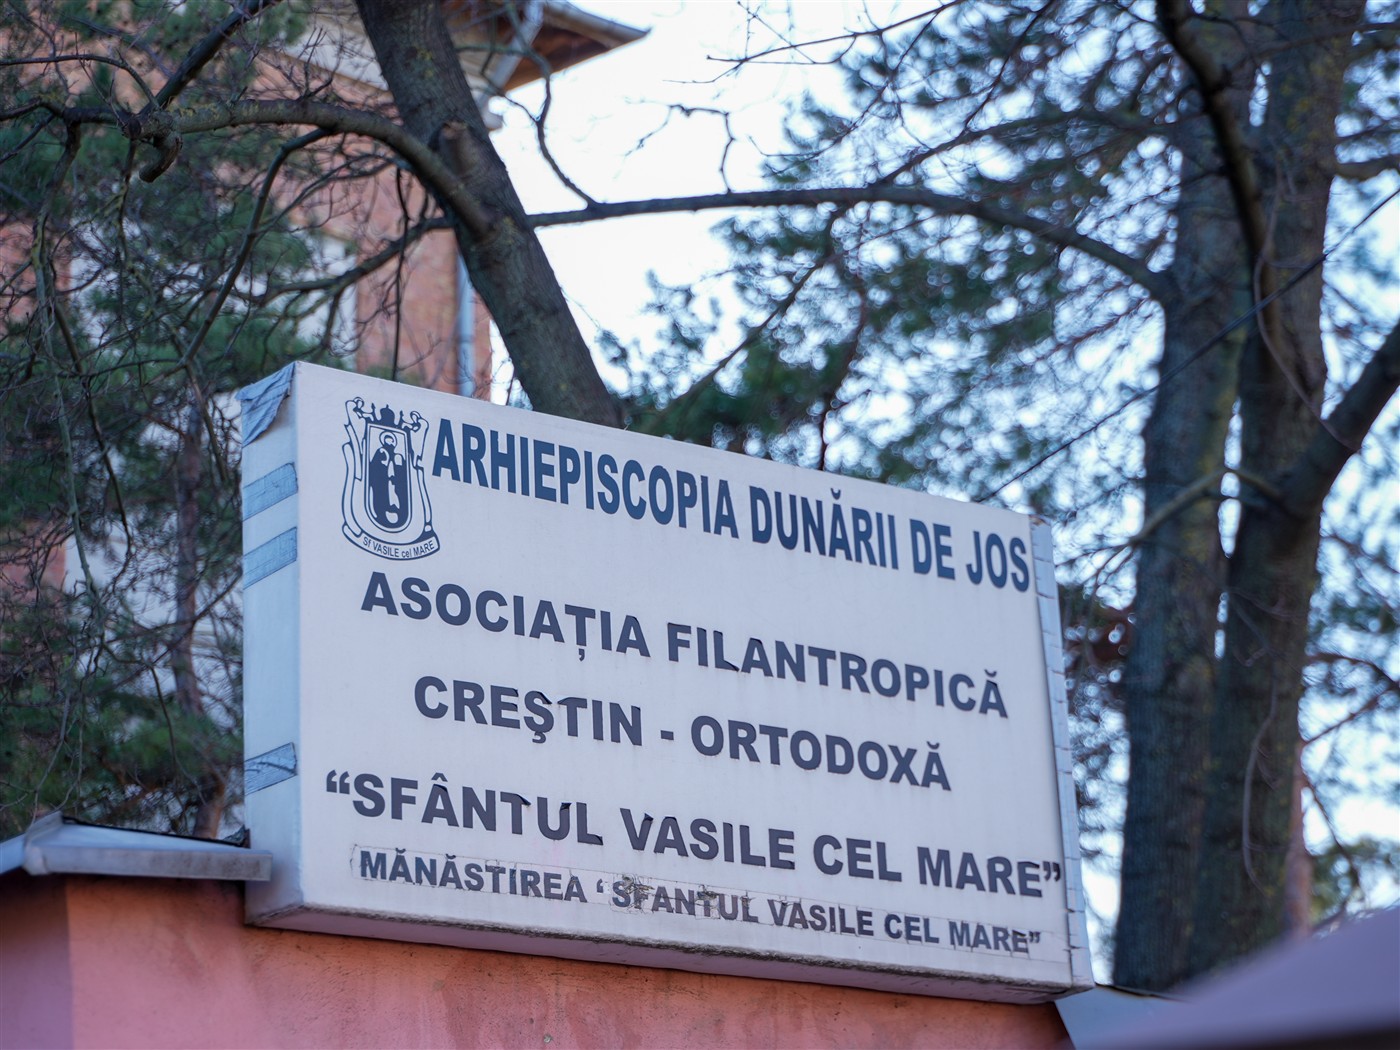 ARHIEPISCOPIA DUNĂRII DE JOS
Sf VASILE cel MARE
ASOCIAȚIA FILANTROPICĂ
CREŞTIN - ORTODOXĂ
“SFÂNTUL VASILE CEL MARE”
MĂNĂSTIREA ‘ SFANTUL VASILE CEL MARE”